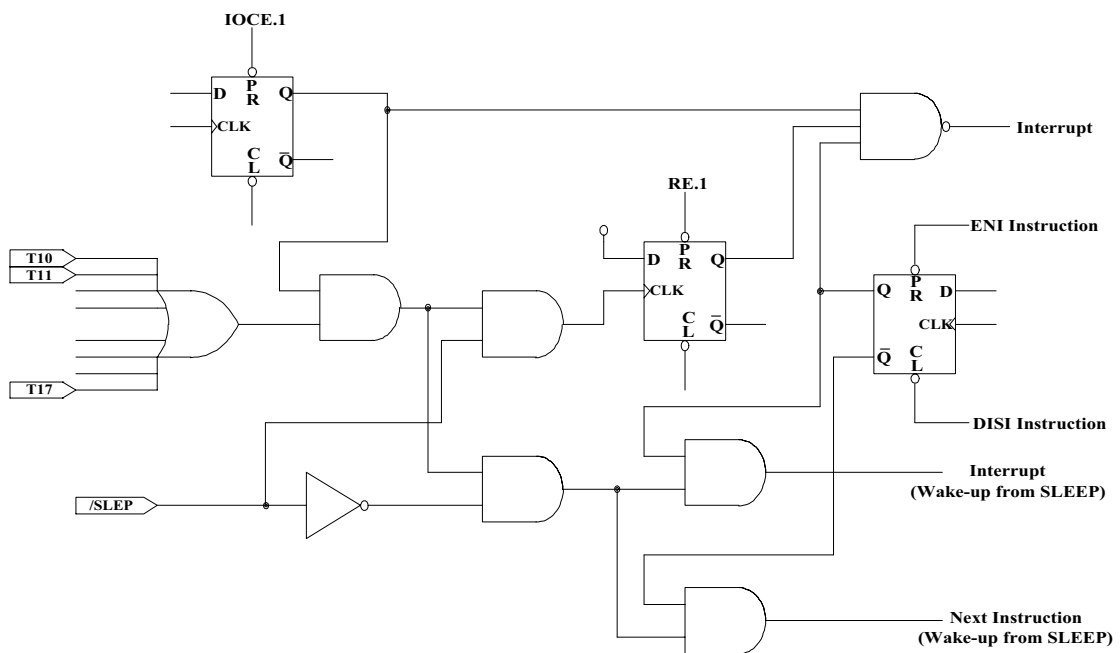 IOCE.1
D
P
R
Q
CLK
C
L
Q
Interrupt
RE.1
D
P
R
Q
CLK
C
L
Q
ENI Instruction
Q
P
R
D
CLK
Q
C
L
DISI Instruction
T10
T11
T17
/SLEP
Interrupt
(Wake-up from SLEEP)
Next Instruction
(Wake-up from SLEEP)